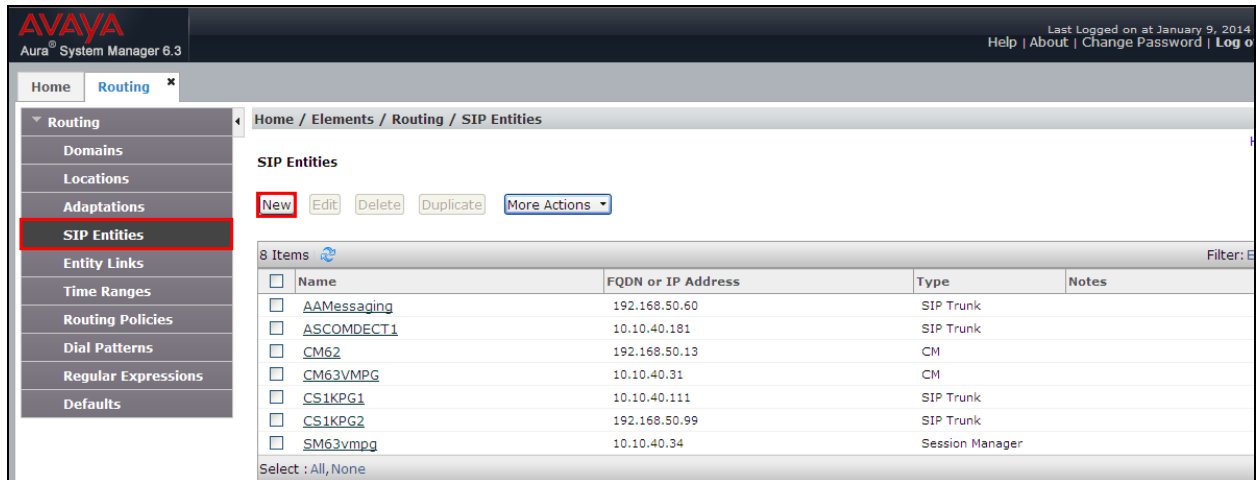 AVAYA
Aura® System Manager 6.3
Last Logged on at January 9, 2014
Help | About | Change Password | Log o
Home
Routing ×
Routing
Domains
Locations
Adaptations
SIP Entities
Entity Links
Time Ranges
Routing Policies
Dial Patterns
Regular Expressions
Defaults
Home / Elements / Routing / SIP Entities
SIP Entities
New Edit Delete Duplicate More Actions
8 Items Filter: E
Name FQDN or IP Address Type Notes
AAMessaging 192.168.50.60 SIP Trunk
ASCOMDECT1 10.10.40.181 SIP Trunk
CM62 192.168.50.13 CM
CM63VMPG 10.10.40.31 CM
CS1KPG1 10.10.40.111 SIP Trunk
CS1KPG2 192.168.50.99 SIP Trunk
SM63vmpg 10.10.40.34 Session Manager
Select : All, None